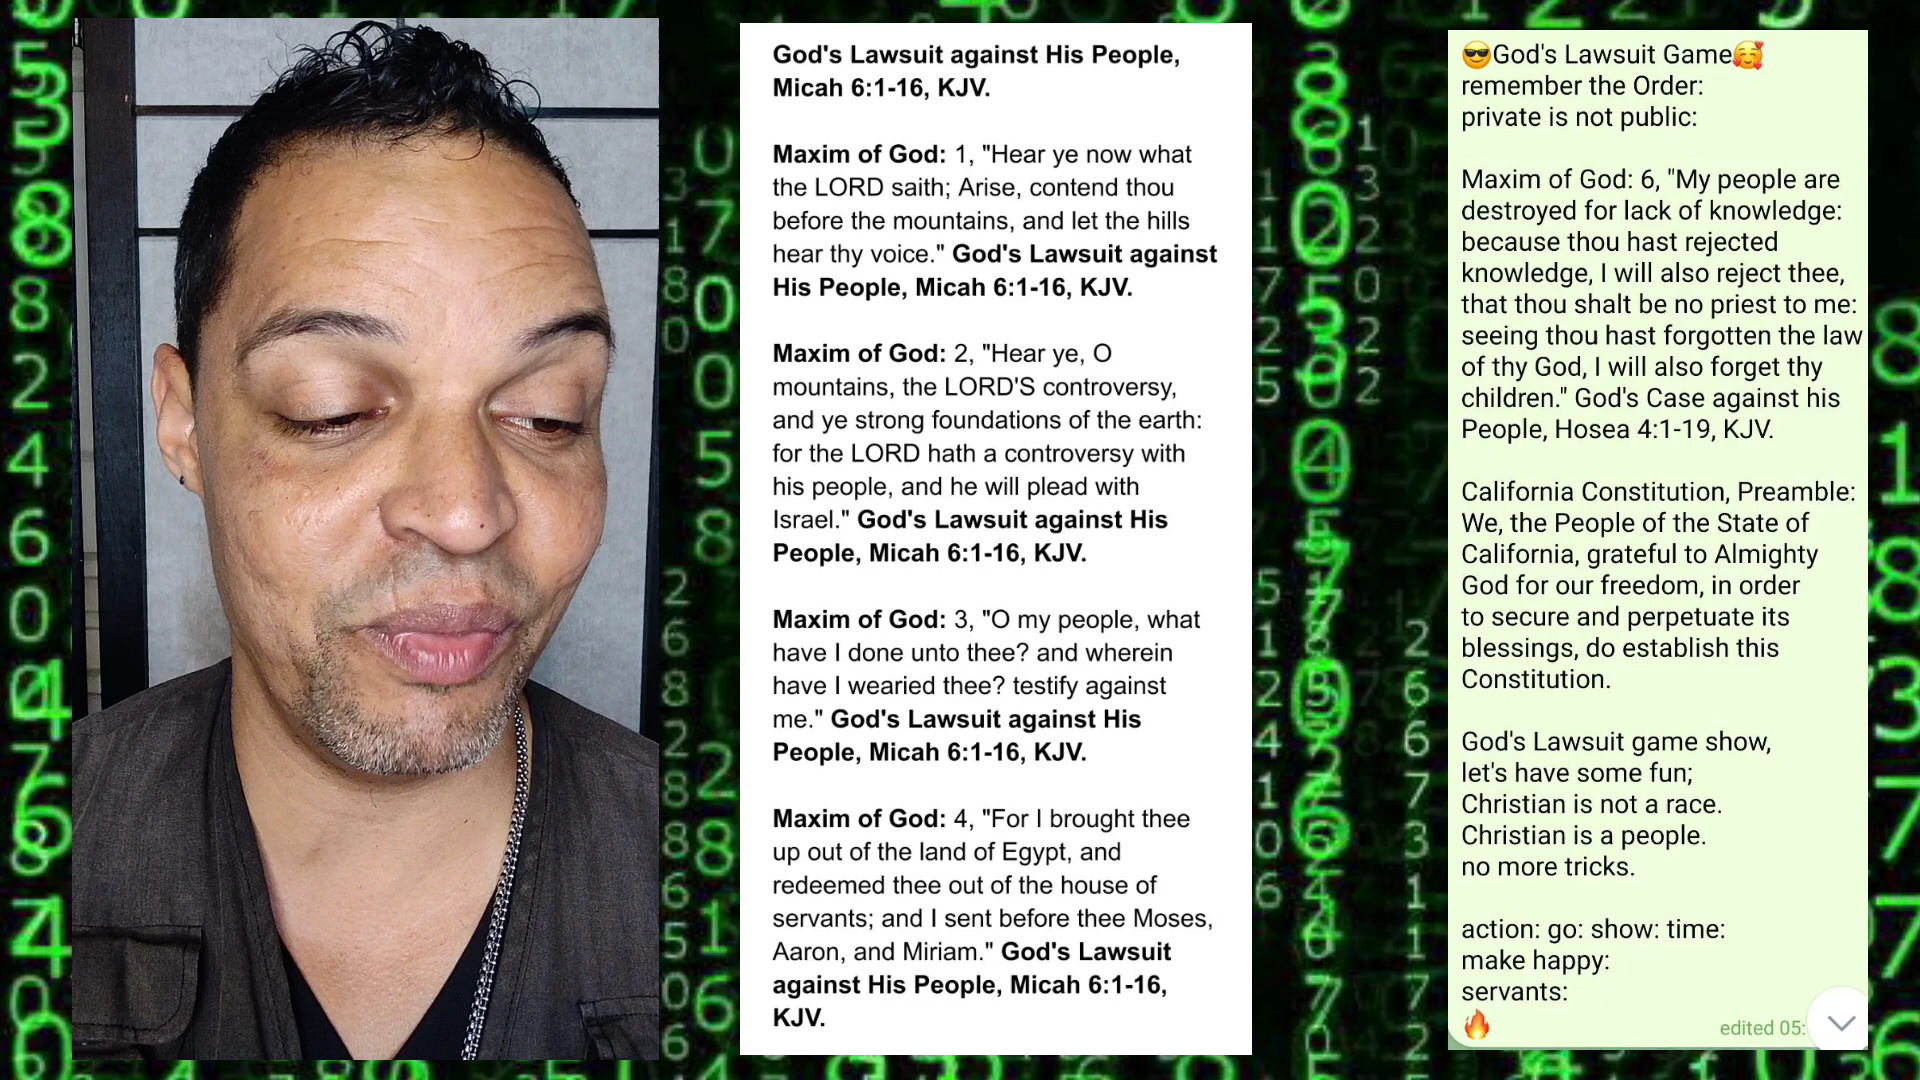 God's Lawsuit against His People,
Micah 6:1-16, KJV.
Maxim of God: 1, "Hear ye now what
the LORD saith; Arise, contend thou
before the mountains, and let the hills
hear thy voice." God's Lawsuit against
His People, Micah 6:1-16, KJV.
Maxim of God: 2, "Hear ye, O
mountains, the LORD'S controversy,
and ye strong foundations of the earth:
for the LORD hath a controversy with
his people, and he will plead with
Israel." God's Lawsuit against His
People, Micah 6:1-16, KJV.
Maxim of God: 3, "O my people, what
have I done unto thee? and wherein
have I wearied thee? testify against
me." God's Lawsuit against His
People, Micah 6:1-16, KJV.
Maxim of God: 4, "For I brought thee
up out of the land of Egypt, and
redeemed thee out of the house of
servants; and I sent before thee Moses,
Aaron, and Miriam." God's Lawsuit
against His People, Micah 6:1-16,
KJV.
😎God's Lawsuit Game🥰
remember the Order:
private is not public:
Maxim of God: 6, "My people are
destroyed for lack of knowledge:
because thou hast rejected
knowledge, I will also reject thee,
that thou shalt be no priest to me:
seeing thou hast forgotten the law
of thy God, I will also forget thy
children." God's Case against his
People, Hosea 4:1-19, KJV.
California Constitution, Preamble:
We, the People of the State of
California, grateful to Almighty
God for our freedom, in order
to secure and perpetuate its
blessings, do establish this
Constitution.
God's Lawsuit game show,
let's have some fun;
Christian is not a race.
Christian is a people.
no more tricks.
action: go: show: time:
make happy:
servants:
🔥
edited 05: